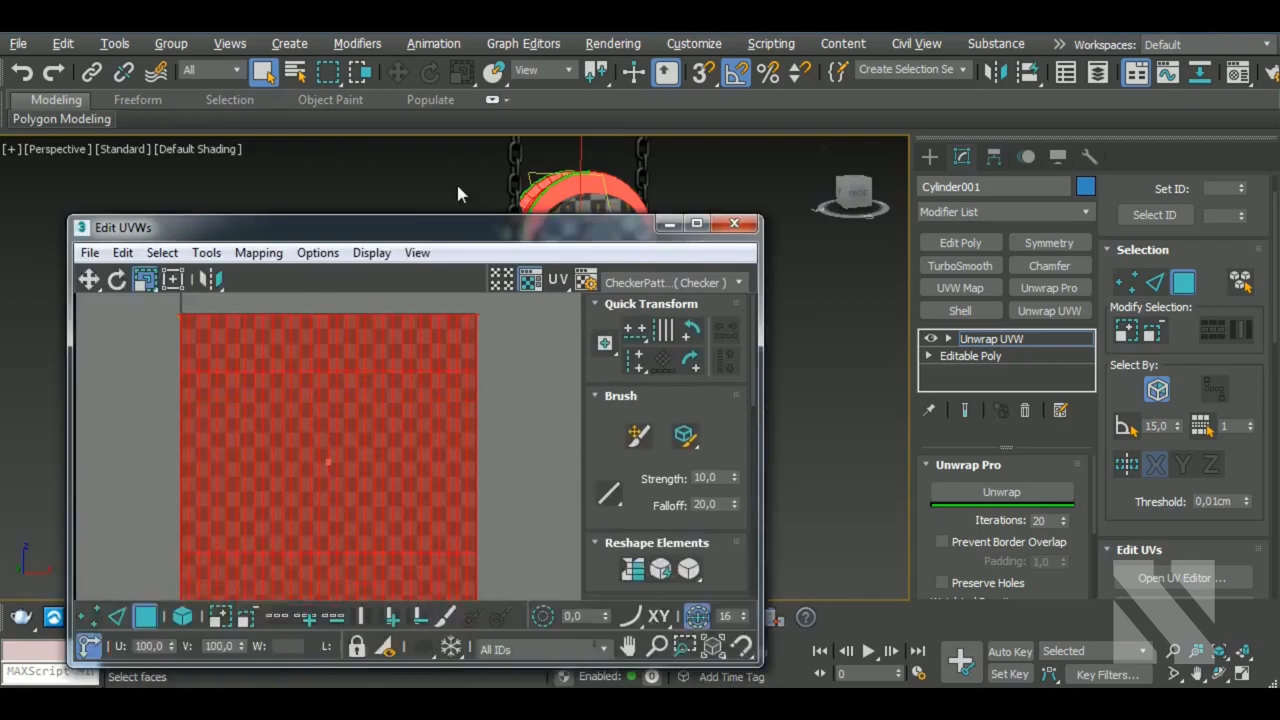 File Edit Tools Group Views Create Modifiers Animation Graph Editors Rendering Customize Scripting Content Civil View Substance Workspaces: Default
All View Create Selection Se
Modeling Freeform Selection Object Paint Populate
Polygon Modeling
[+] [Perspective] [Standard] [Default Shading]
Cylinder001
Set ID:
Modifier List
Select ID
Edit Poly Symmetry
TurboSmooth Chamfer
UVW Map Unwrap Pro
Shell Unwrap UVW
Unwrap UVW
Editable Poly
Selection
Modify Selection:
Select By:
15,0 1
X Y Z
Threshold: 0,01cm
Unwrap Pro
Unwrap
Iterations: 20
Prevent Border Overlap
Padding: 1,0
Preserve Holes
Edit UVs
Open UV Editor ...
3 Edit UVWs
File Edit Select Tools Mapping Options Display View
UV CheckerPatt...( Checker )
Quick Transform
Brush
Strength: 10,0
Falloff: 20,0
Reshape Elements
0,0 XY 16
U: 100,0 V: 100,0 W: L: All IDs
MAXScript Select faces Enabled: 0 Add Time Tag
0
Auto Key Selected
Set Key Key Filters...